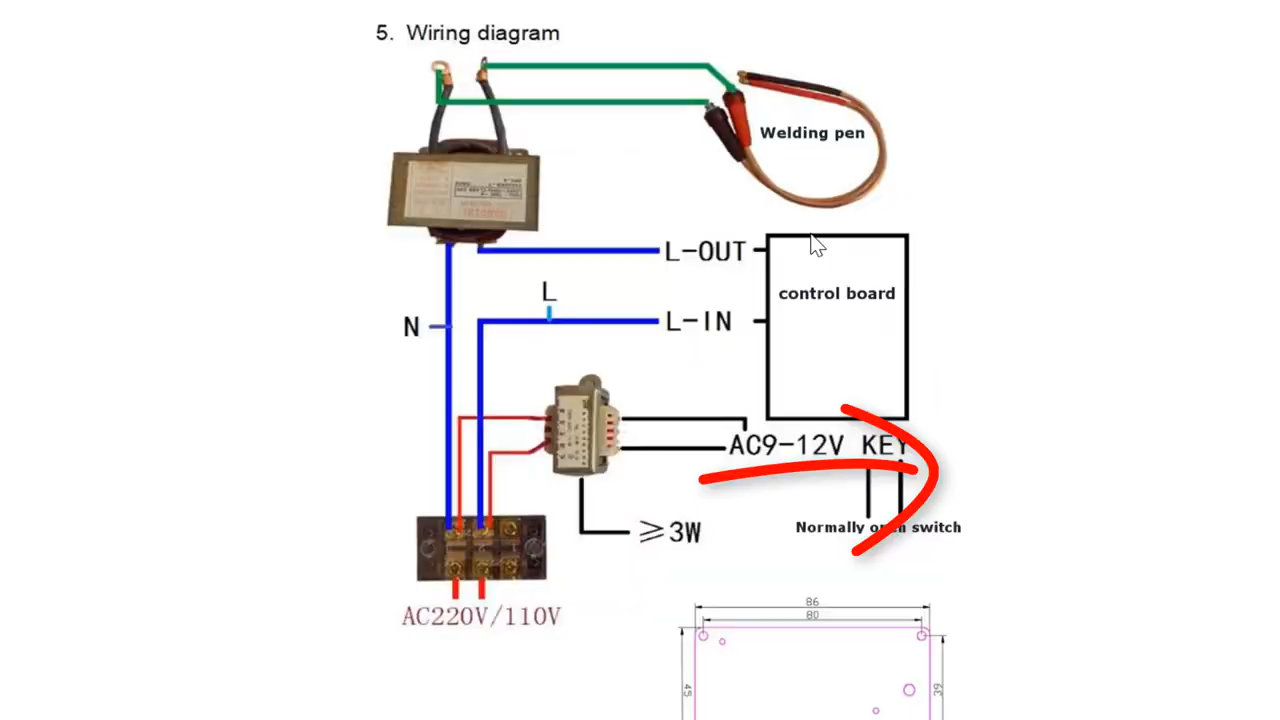 5. Wiring diagram
Welding pen
L-OUT
control board
L
N
L-IN
AC9-12V KEY
≥3W
Normally open switch
AC220V/110V
86
80
45
39